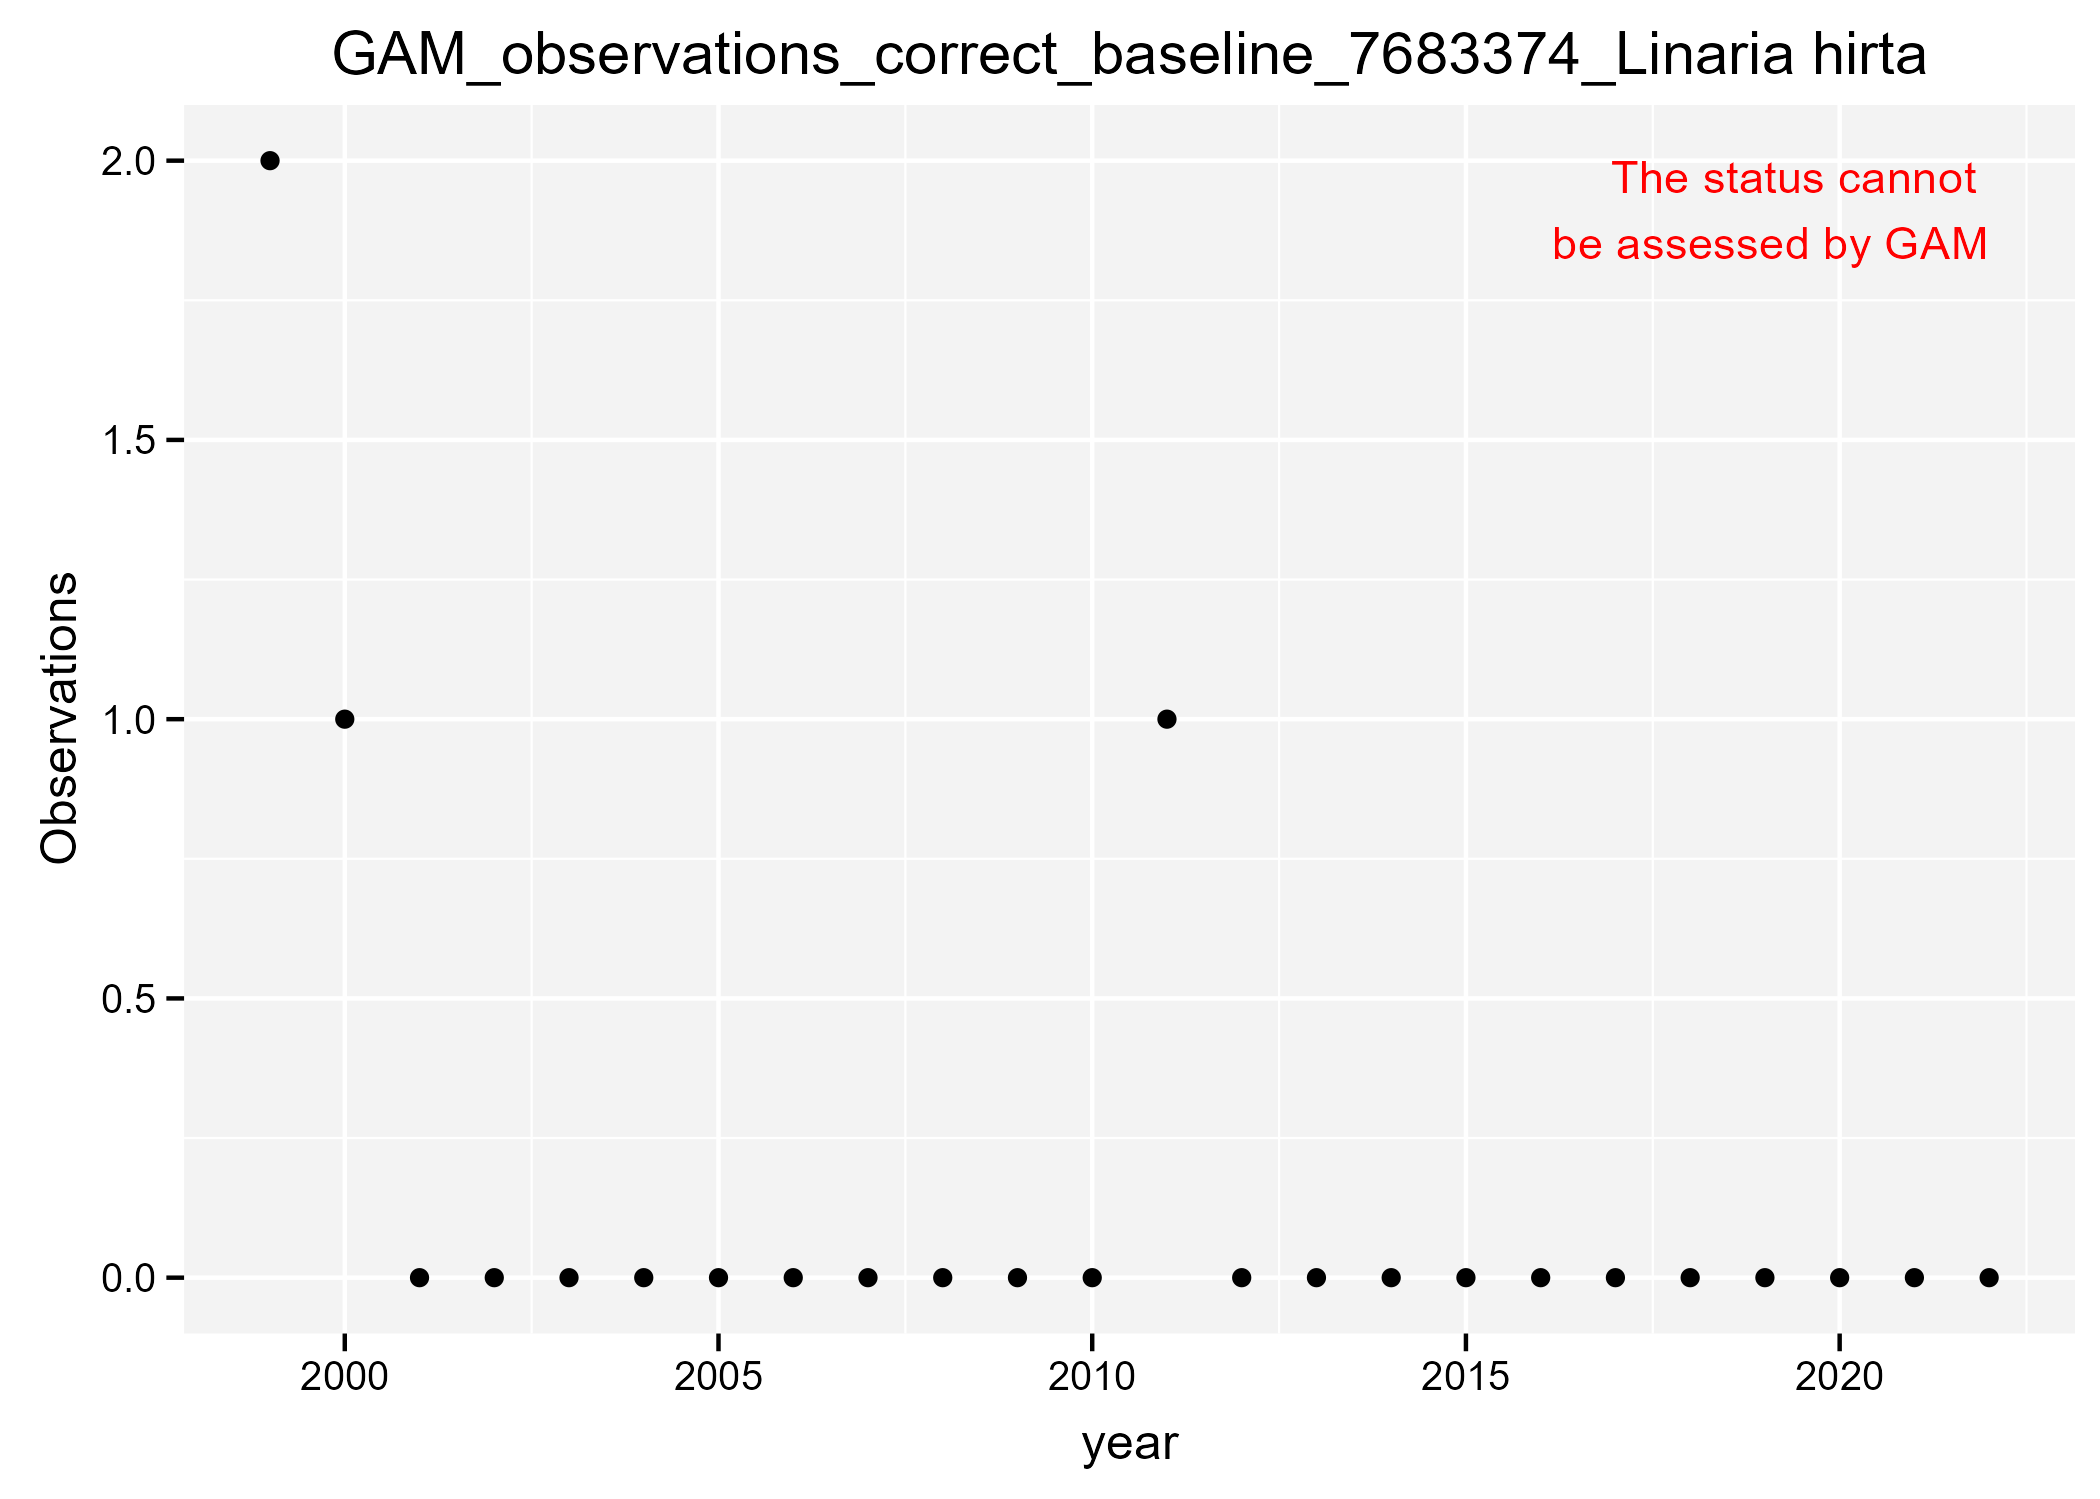 GAM_observations_correct_baseline_7683374_Linaria hirta
The status cannot
be assessed by GAM
2.0
1.5
1.0
0.5
0.0
Observations
2000 2005 2010 2015 2020
year